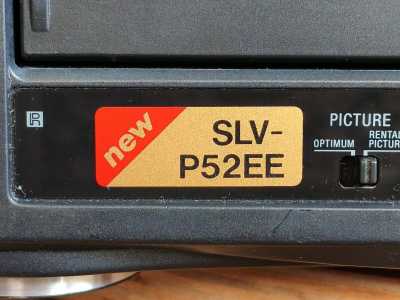 new
SLV-
P52EE
R
PICTURE
OPTIMUM
RENTAL
PICTURE